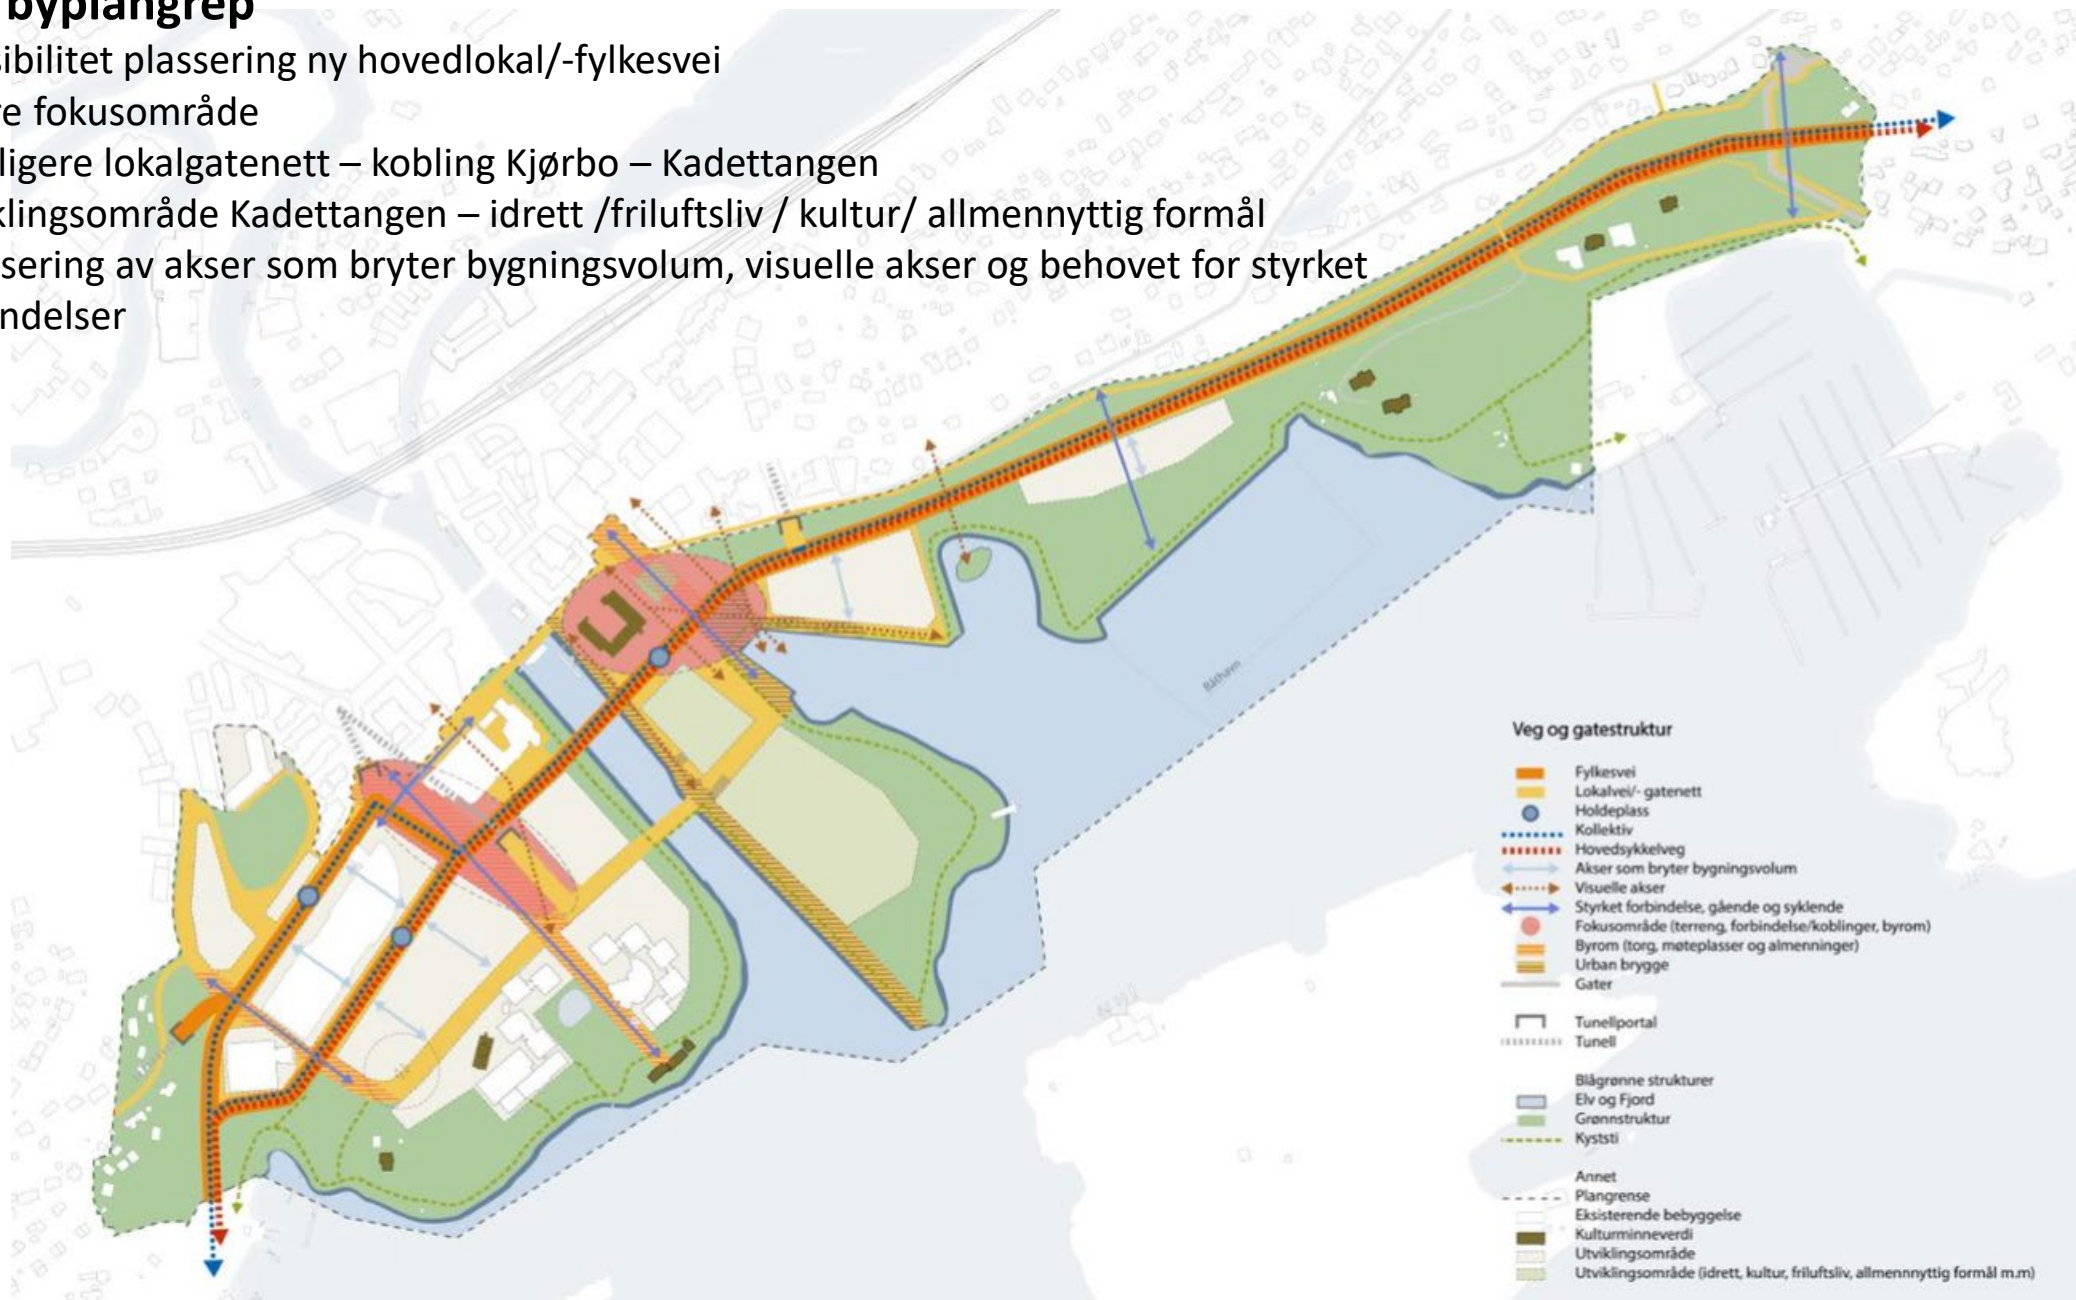 byplangrep
sibilitet plassering ny hovedlokal/-fylkesvei
re fokusområde
ligere lokalgatenett – kobling Kjørbo – Kadettangen
klingsområde Kadettangen – idrett /friluftsliv / kultur/ allmennyttig formål
sering av akser som bryter bygningsvolum, visuelle akser og behovet for styrket
ndelser
Båthavn
Veg og gatestruktur
Fylkesvei
Lokalvei/- gatenett
Holdeplass
Kollektiv
Hovedsykkelveg
Akser som bryter bygningsvolum
Visuelle akser
Styrket forbindelse, gående og syklende
Fokusområde (terreng, forbindelse/koblinger, byrom)
Byrom (torg, møteplasser og almenninger)
Urban brygge
Gater
Tunellportal
Tunell
Blågrønne strukturer
Elv og Fjord
Grønnstruktur
Kyststi
Annet
Plangrense
Eksisterende bebyggelse
Kulturminneverdi
Utviklingsområde
Utviklingsområde (idrett, kultur, friluftsliv, allmennnyttig formål m.m)